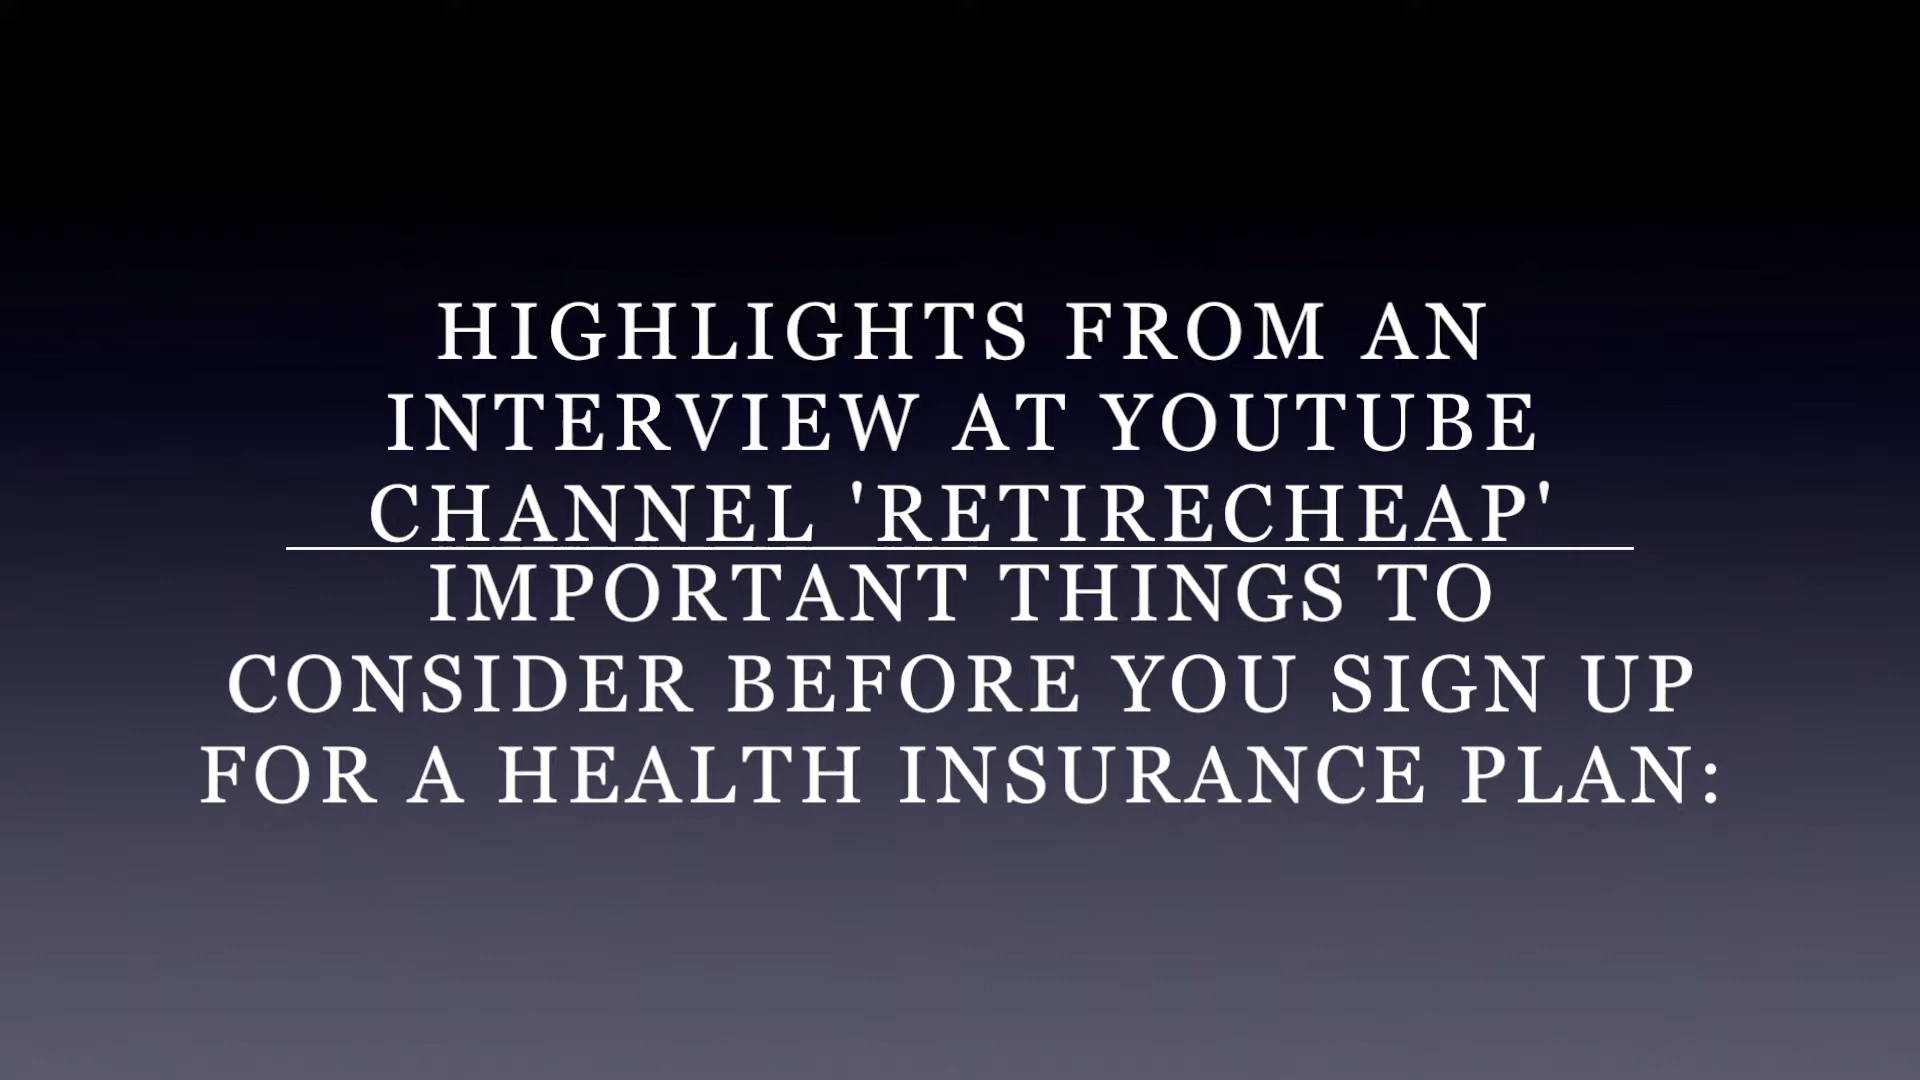 HIGHLIGHTS FROM AN
INTERVIEW AT YOUTUBE
CHANNEL 'RETIRECHEAP'
IMPORTANT THINGS TO
CONSIDER BEFORE YOU SIGN UP
FOR A HEALTH INSURANCE PLAN: